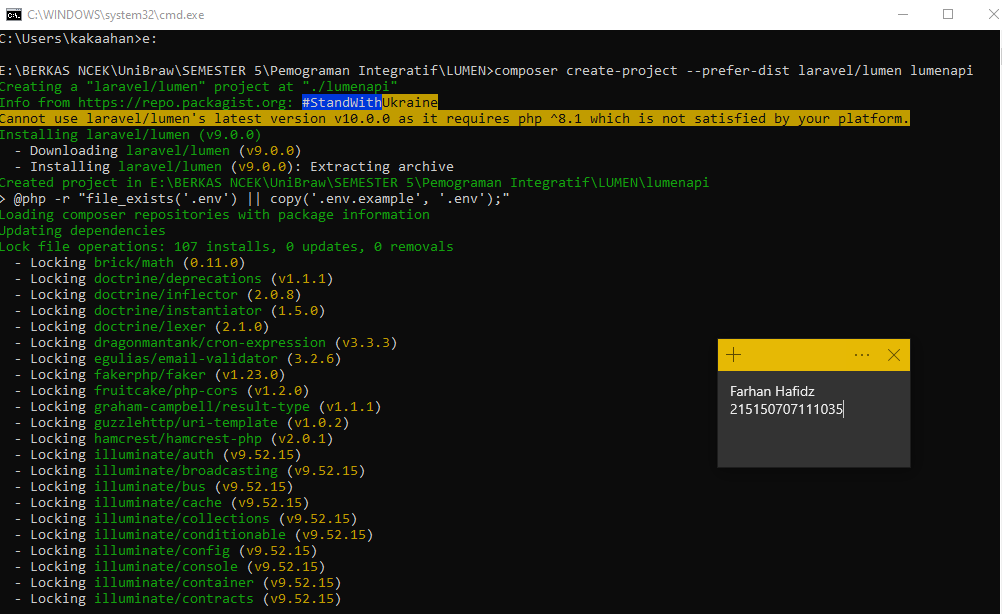 C:\WINDOWS\system32\cmd.exe
C:\Users\kakaahan>e:
E:\BERKAS NCEK\UniBraw\SEMESTER 5\Pemograman Integratif\LUMEN>composer create-project --prefer-dist laravel/lumen lumenapi
Creating a "laravel/lumen" project at "./lumenapi"
Info from https://repo.packagist.org: #StandWithUkraine
Cannot use laravel/lumen's latest version v10.0.0 as it requires php ^8.1 which is not satisfied by your platform.
Installing laravel/lumen (v9.0.0)
  - Downloading laravel/lumen (v9.0.0)
  - Installing laravel/lumen (v9.0.0): Extracting archive
Created project in E:\BERKAS NCEK\UniBraw\SEMESTER 5\Pemograman Integratif\LUMEN\lumenapi
> @php -r "file_exists('.env') || copy('.env.example', '.env');"
Loading composer repositories with package information
Updating dependencies
Lock file operations: 107 installs, 0 updates, 0 removals
  - Locking brick/math (0.11.0)
  - Locking doctrine/deprecations (v1.1.1)
  - Locking doctrine/inflector (2.0.8)
  - Locking doctrine/instantiator (1.5.0)
  - Locking doctrine/lexer (2.1.0)
  - Locking dragonmantank/cron-expression (v3.3.3)
  - Locking egulias/email-validator (3.2.6)
  - Locking fakerphp/faker (v1.23.0)
  - Locking fruitcake/php-cors (v1.2.0)
  - Locking graham-campbell/result-type (v1.1.1)
  - Locking guzzlehttp/uri-template (v1.0.2)
  - Locking hamcrest/hamcrest-php (v2.0.1)
  - Locking illuminate/auth (v9.52.15)
  - Locking illuminate/broadcasting (v9.52.15)
  - Locking illuminate/bus (v9.52.15)
  - Locking illuminate/cache (v9.52.15)
  - Locking illuminate/collections (v9.52.15)
  - Locking illuminate/conditionable (v9.52.15)
  - Locking illuminate/config (v9.52.15)
  - Locking illuminate/console (v9.52.15)
  - Locking illuminate/container (v9.52.15)
  - Locking illuminate/contracts (v9.52.15)
Farhan Hafidz
215150707111035